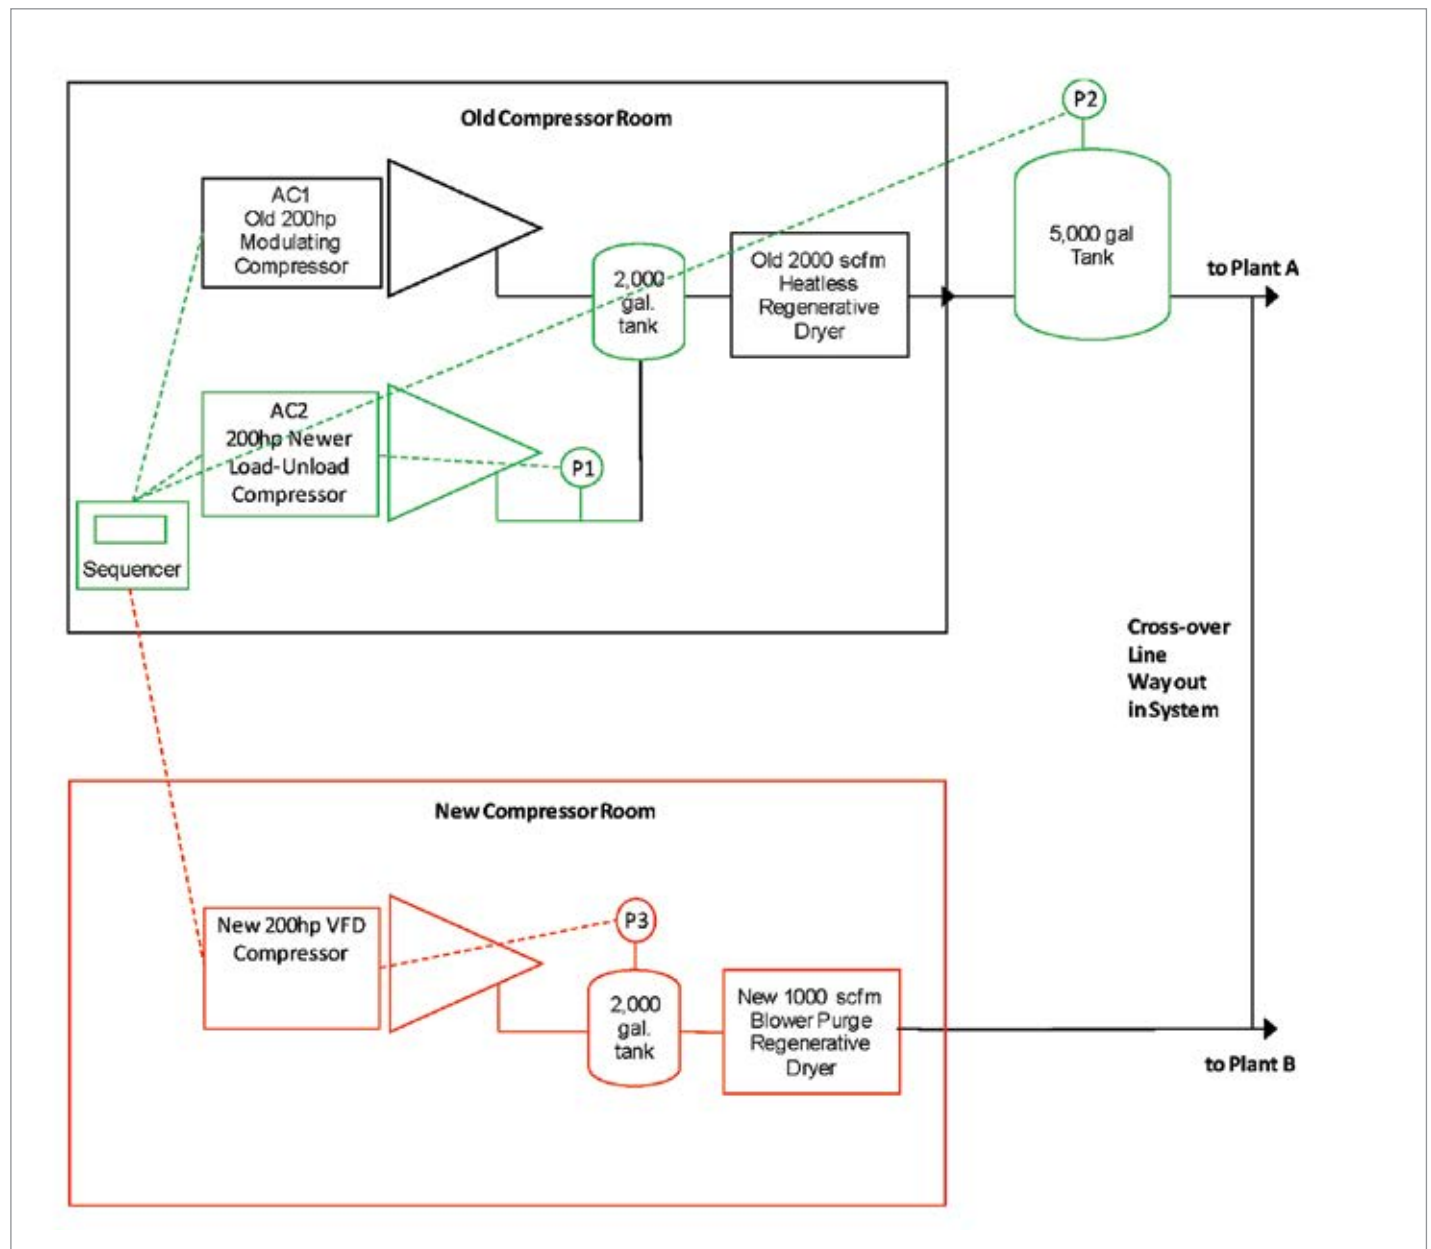 Old Compressor Room
P2
AC1
Old 200hp
Modulating
Compressor
2,000
gal.
tank
Old 2000 scfm
Heatless
Regenerative
Dryer
5,000 gal
Tank
to Plant A
AC2
200hp Newer
Load-Unload
Compressor
P1
Sequencer
Cross-over
Line
Way out
in System
New Compressor Room
New 200hp VFD
Compressor
P3
2,000
gal.
tank
New 1000 scfm
Blower Purge
Regenerative
Dryer
to Plant B